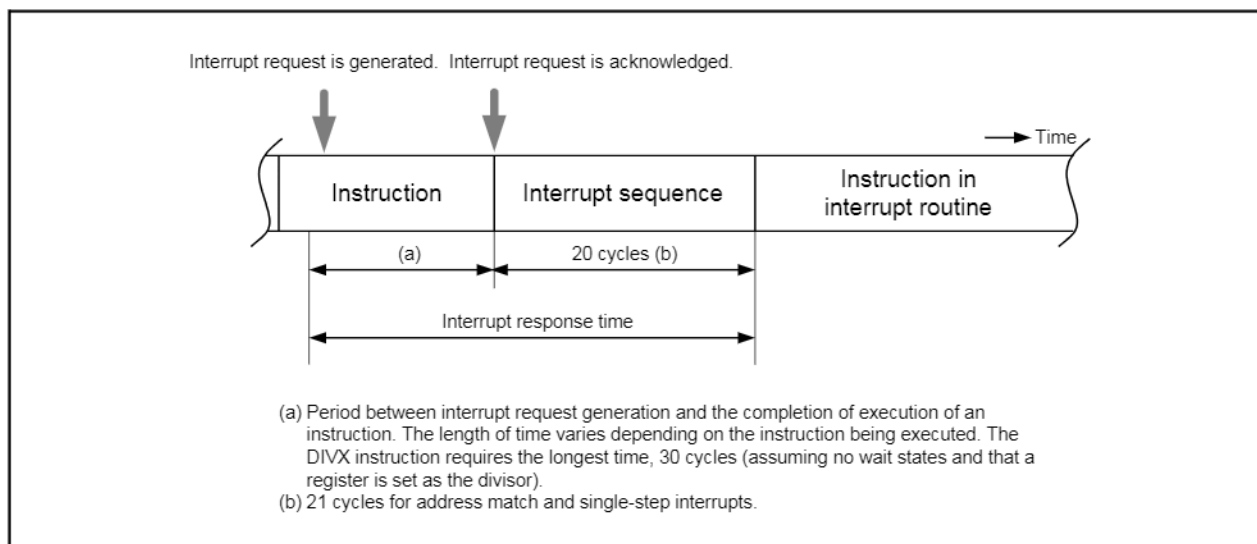 Interrupt request is generated. Interrupt request is acknowledged.
Time
Instruction
Interrupt sequence
Instruction in
interrupt routine
(a)
20 cycles (b)
Interrupt response time
(a) Period between interrupt request generation and the completion of execution of an
instruction. The length of time varies depending on the instruction being executed. The
DIVX instruction requires the longest time, 30 cycles (assuming no wait states and that a
register is set as the divisor).
(b) 21 cycles for address match and single-step interrupts.